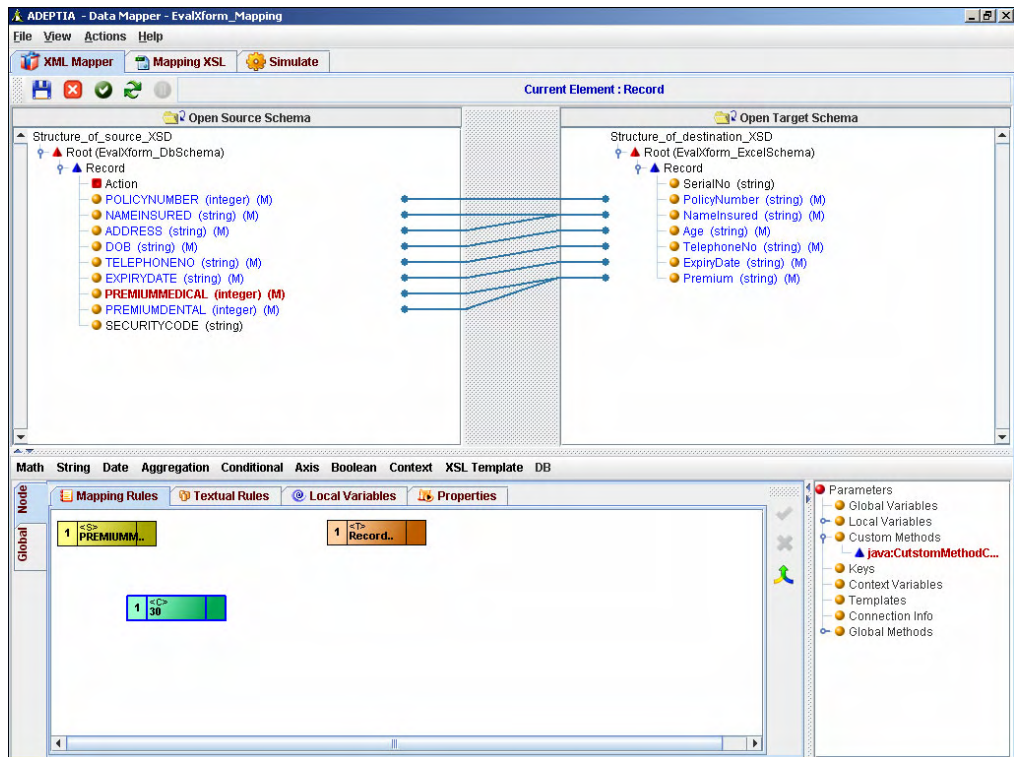 ADEPTIA - Data Mapper - EvalXform_Mapping
File View Actions Help
XML Mapper Mapping XSL Simulate
Current Element : Record
Open Source Schema
Structure_of_source_XSD
Root (EvalXform_DbSchema)
Record
Action
POLICYNUMBER (integer) (M)
NAMEINSURED (string) (M)
ADDRESS (string) (M)
DOB (string) (M)
TELEPHONENO (string) (M)
EXPIRYDATE (string) (M)
PREMIUMMEDICAL (integer) (M)
PREMIUMDENTAL (integer) (M)
SECURITYCODE (string)
Open Target Schema
Structure_of_destination_XSD
Root (EvalXform_ExcelSchema)
Record
SerialNo (string)
PolicyNumber (string) (M)
NameInsured (string) (M)
Age (string) (M)
TelephoneNo (string) (M)
ExpiryDate (string) (M)
Premium (string) (M)
Math String Date Aggregation Conditional Axis Boolean Context XSL Template DB
Node
Global
Mapping Rules Textual Rules Local Variables Properties
1 <S> PREMIUMM..
1 <T> Record..
1 <C> 30
Parameters
Global Variables
Local Variables
Custom Methods
java:CutstomMethodC...
Keys
Context Variables
Templates
Connection Info
Global Methods